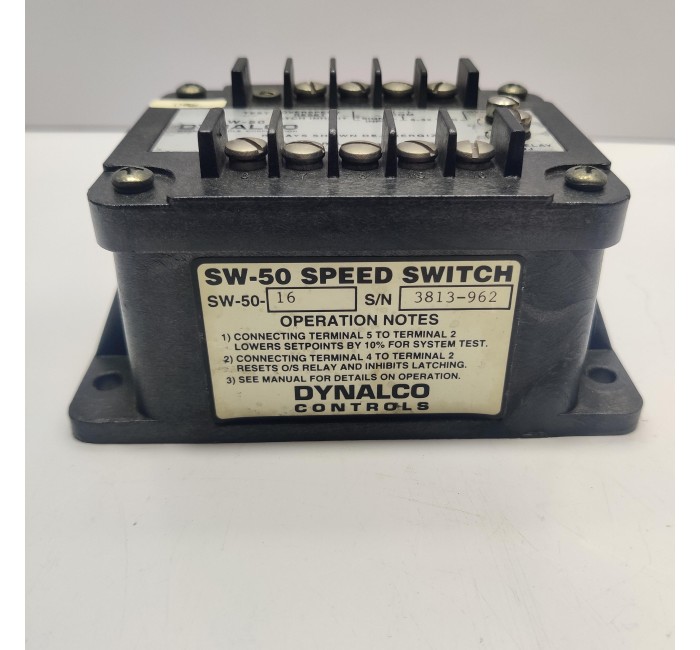 DYNALCO
SW-50 SPEED SWITCH
SW-50- 16 S/N 3813-962
OPERATION NOTES
1) CONNECTING TERMINAL 5 TO TERMINAL 2
LOWERS SETPOINTS BY 10% FOR SYSTEM TEST.
2) CONNECTING TERMINAL 4 TO TERMINAL 2
RESETS O/S RELAY AND INHIBITS LATCHING.
3) SEE MANUAL FOR DETAILS ON OPERATION.
DYNALCO
CONTROLS